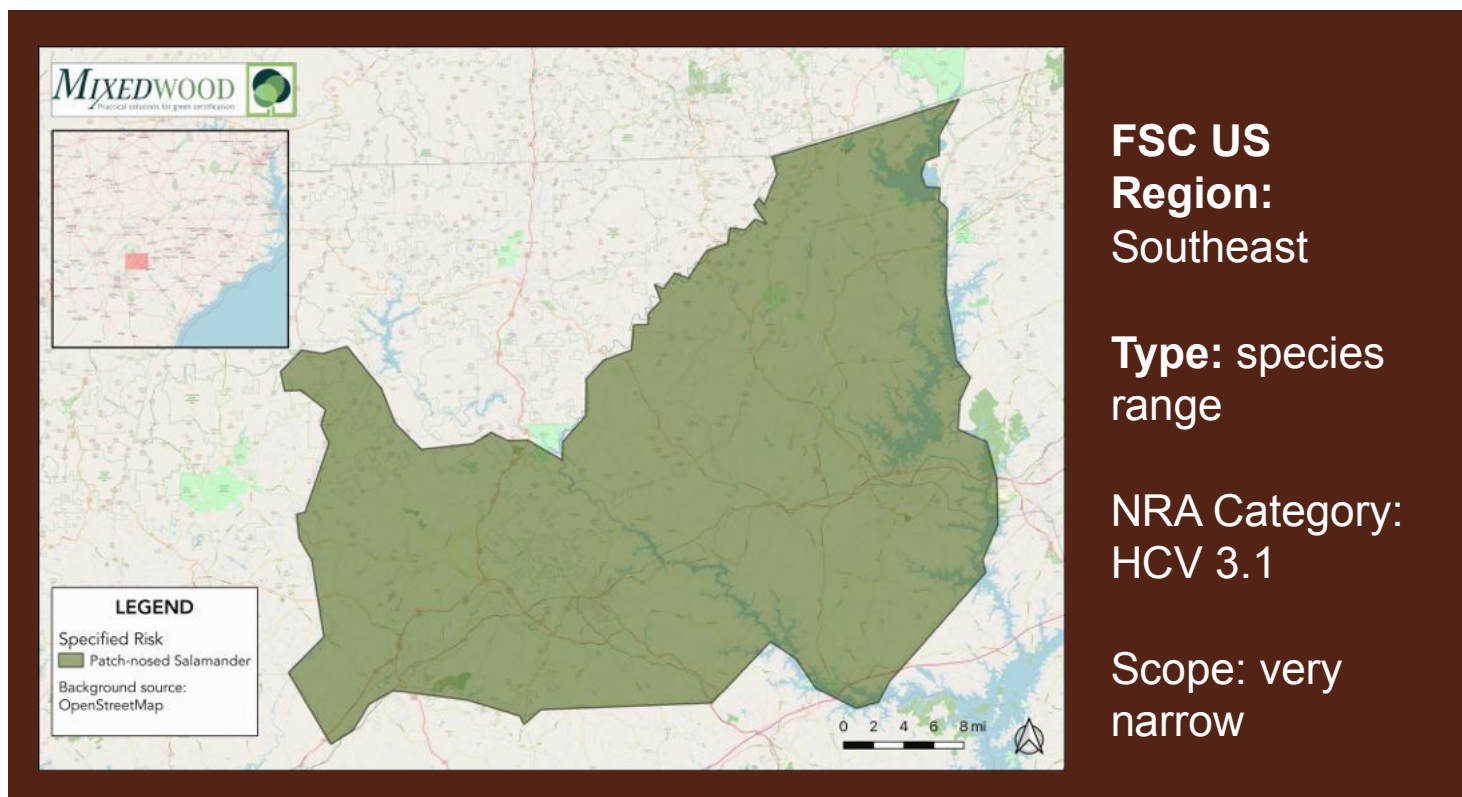 MIXEDWOOD
Practical solutions for green certification
LEGEND
Specified Risk
Patch-nosed Salamander
Background source:
OpenStreetMap
0 2 4 6 8 mi
FSC US
Region:
Southeast
Type: species
range
NRA Category:
HCV 3.1
Scope: very
narrow